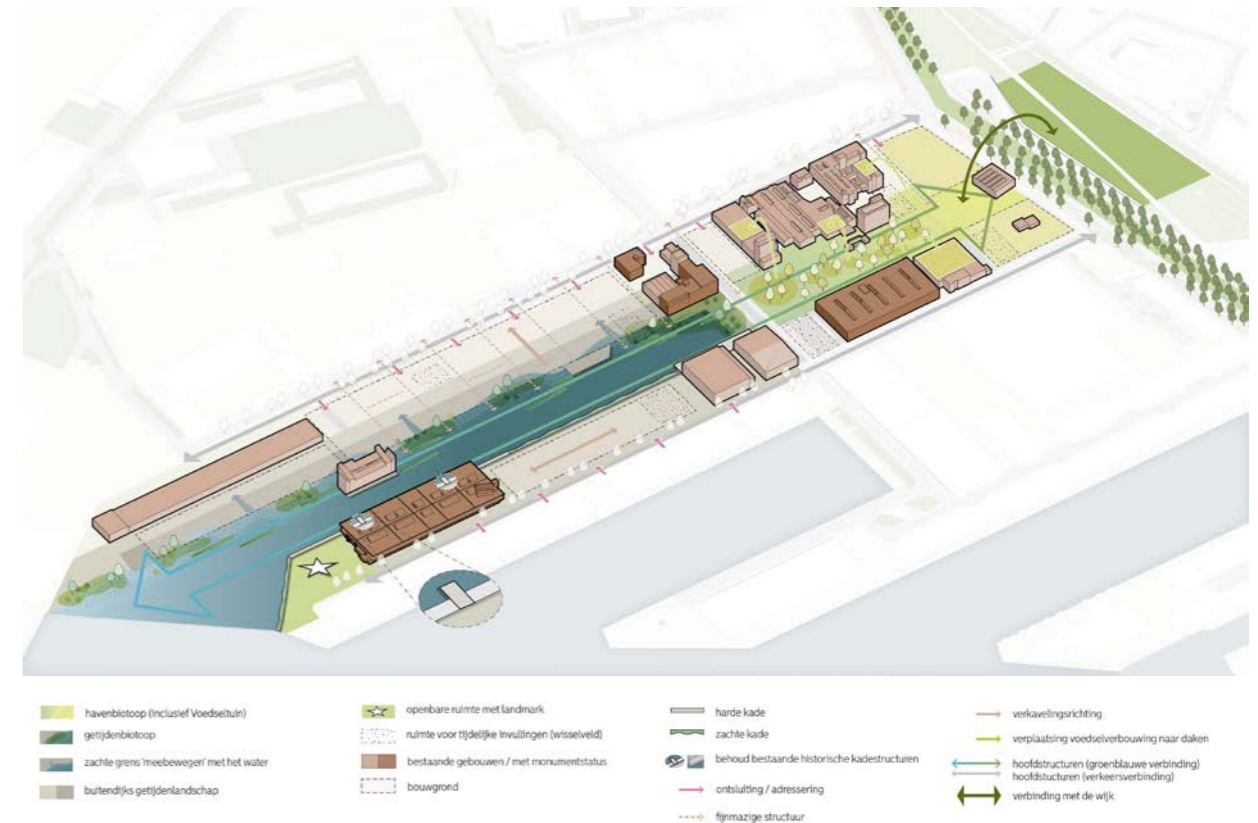 havenbiotoop (inclusief Voedseltuin)
getijdenbiotoop
zachte grens 'meebewegen' met het water
buitendijks getijdenlandschap
openbare ruimte met landmark
ruimte voor tijdelijke invullingen (wisselveld)
bestaande gebouwen / met monumentstatus
bouwgrond
harde kade
zachte kade
behoud bestaande historische kadestructuren
ontsluiting / adressering
fijnmazige structuur
verkavelingsrichting
verplaatsing voedselverbouwing naar daken
hoofdstructuren (groenblauwe verbinding)
hoofdstucturen (verkeersverbinding)
verbinding met de wijk